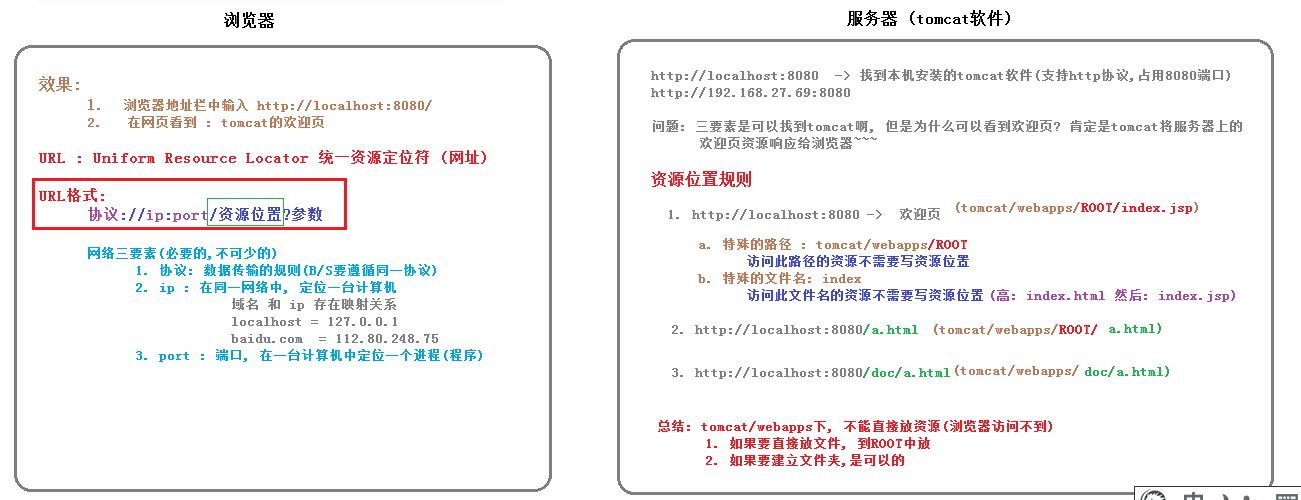 浏览器
效果:
1. 浏览器地址栏中输入 http://localhost:8080/
2. 在网页看到 : tomcat的欢迎页
URL : Uniform Resource Locator 统一资源定位符 (网址)
URL格式:
协议://ip:port/资源位置?参数
网络三要素(必要的,不可少的)
1. 协议: 数据传输的规则(B/S要遵循同一协议)
2. ip : 在同一网络中, 定位一台计算机
域名 和 ip 存在映射关系
localhost = 127.0.0.1
baidu.com = 112.80.248.75
3. port : 端口, 在一台计算机中定位一个进程(程序)
服务器 (tomcat软件)
http://localhost:8080 -> 找到本机安装的tomcat软件(支持http协议,占用8080端口)
http://192.168.27.69:8080
问题: 三要素是可以找到tomcat啊, 但是为什么可以看到欢迎页? 肯定是tomcat将服务器上的
欢迎页资源响应给浏览器~~~
资源位置规则
1. http://localhost:8080 -> 欢迎页 (tomcat/webapps/ROOT/index.jsp)
a. 特殊的路径 : tomcat/webapps/ROOT
访问此路径的资源不需要写资源位置
b. 特殊的文件名: index
访问此文件名的资源不需要写资源位置 (高: index.html 然后: index.jsp)
2. http://localhost:8080/a.html (tomcat/webapps/ROOT/ a.html)
3. http://localhost:8080/doc/a.html (tomcat/webapps/ doc/a.html)
总结: tomcat/webapps下, 不能直接放资源(浏览器访问不到)
1. 如果要直接放文件, 到ROOT中放
2. 如果要建立文件夹,是可以的